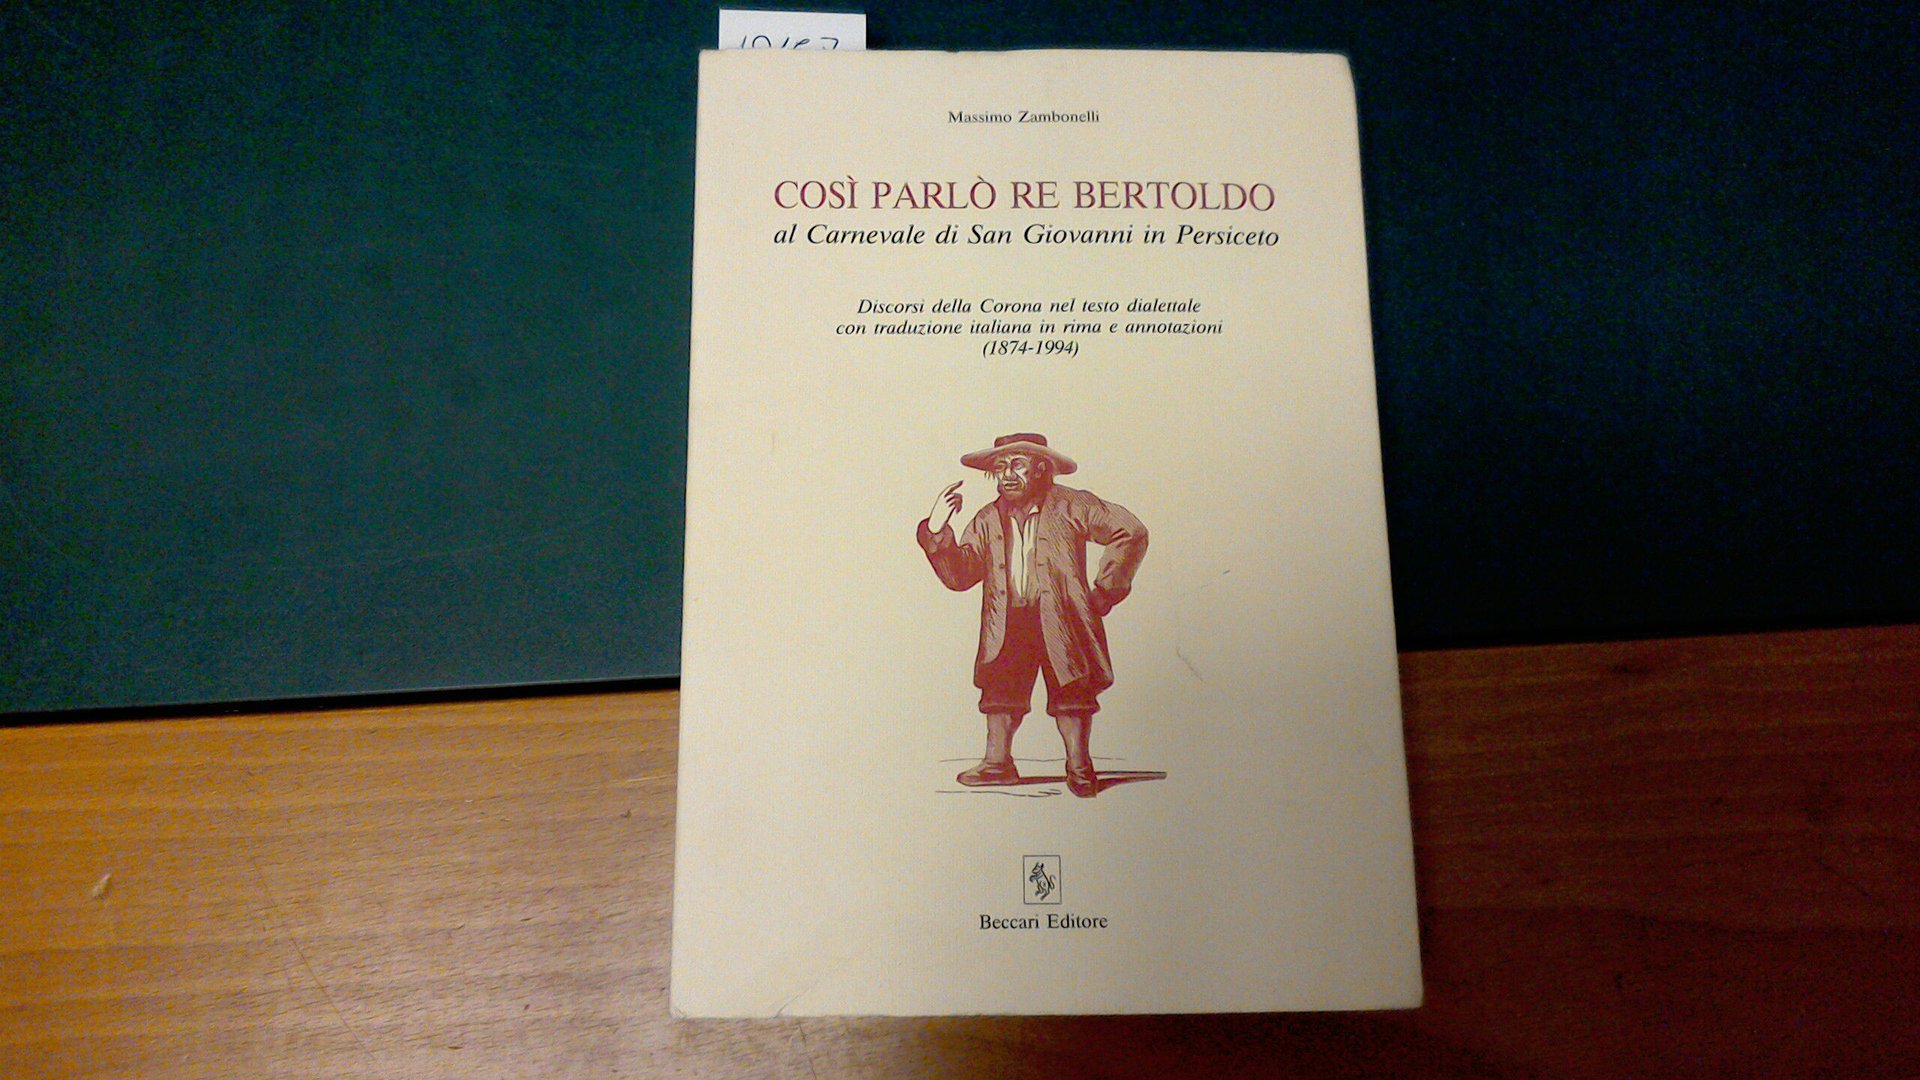 Massimo Zambonelli
COSÌ PARLÒ RE BERTOLDO
al Carnevale di San Giovanni in Persiceto
Discorsi della Corona nel testo dialettale
con traduzione italiana in rima e annotazioni
(1874-1994)
Beccari Editore